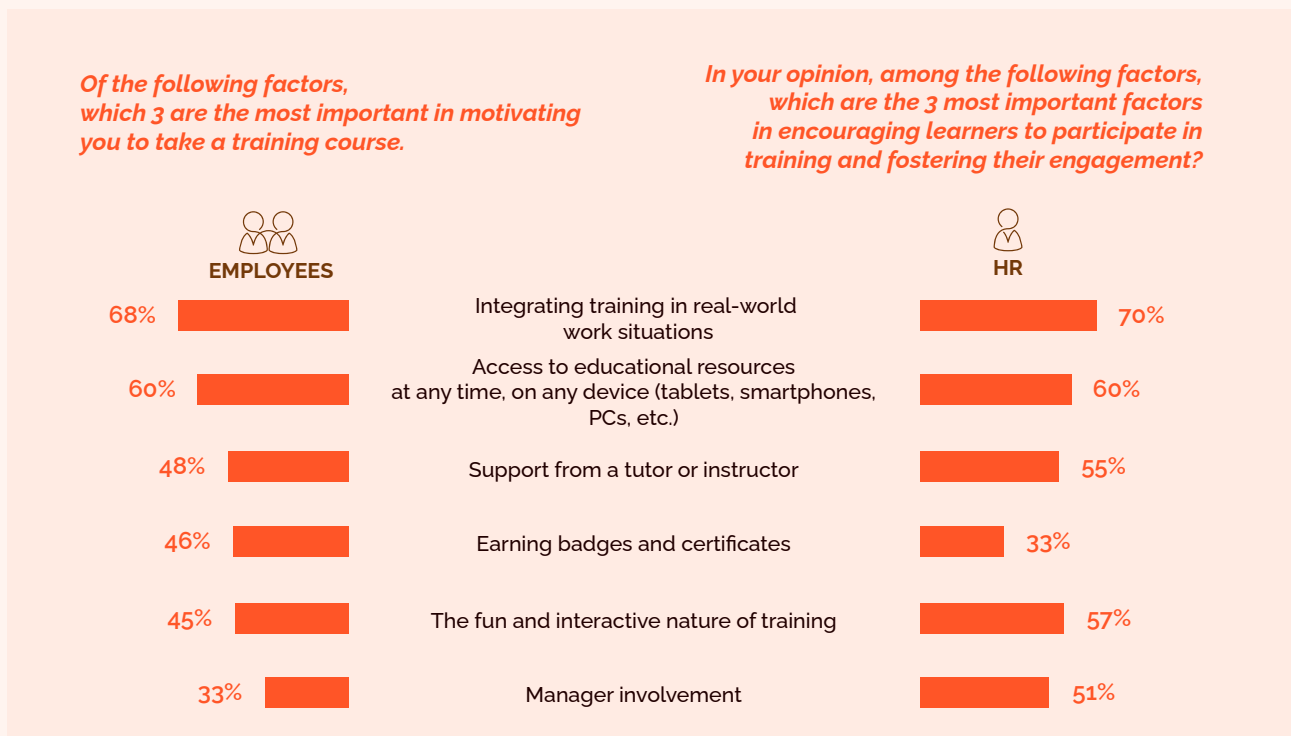 Of the following factors,
which 3 are the most important in motivating
you to take a training course.
In your opinion, among the following factors,
which are the 3 most important factors
in encouraging learners to participate in
training and fostering their engagement?
EMPLOYEES
HR
68%
Integrating training in real-world
work situations
70%
60%
Access to educational resources
at any time, on any device (tablets, smartphones,
PCs, etc.)
60%
48%
Support from a tutor or instructor
55%
46%
Earning badges and certificates
33%
45%
The fun and interactive nature of training
57%
33%
Manager involvement
51%